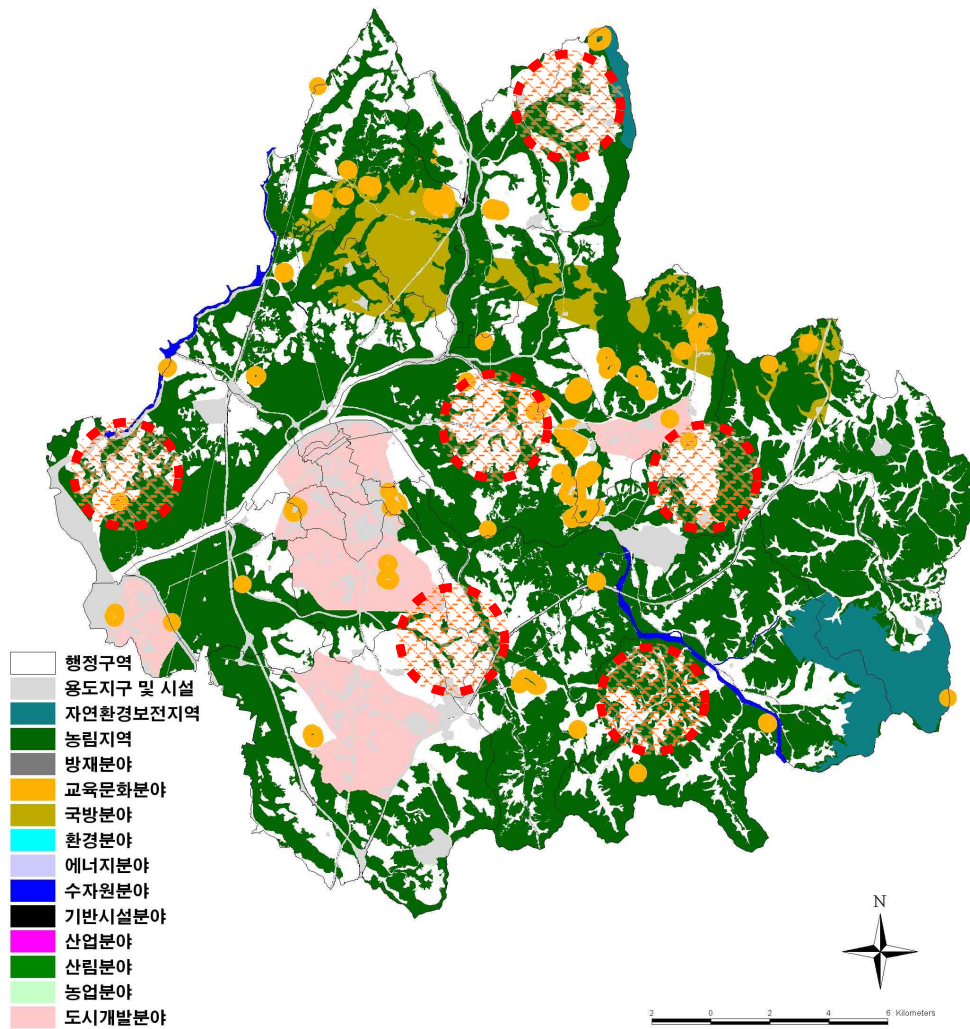 행정구역
용도지구 및 시설
자연환경보전지역
농림지역
방재분야
교육문화분야
국방분야
환경분야
에너지분야
수자원분야
기반시설분야
산업분야
산림분야
농업분야
도시개발분야
N
2 0 2 4 6 Kilometers